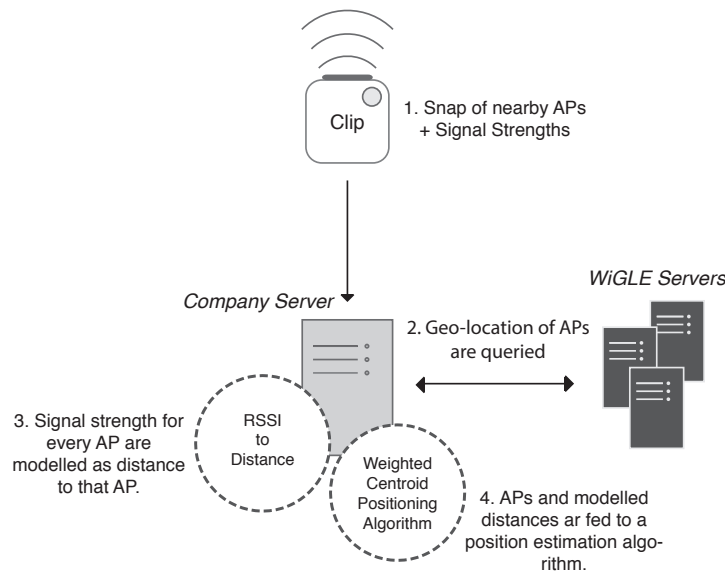 Clip
1. Snap of nearby APs
+ Signal Strengths
Company Server
WiGLE Servers
2. Geo-location of APs
are queried
3. Signal strength for
every AP are
modelled as distance
to that AP.
RSSI
to
Distance
Weighted
Centroid
Positioning
Algorithm
4. APs and modelled
distances ar fed to a
position estimation algo-
rithm.